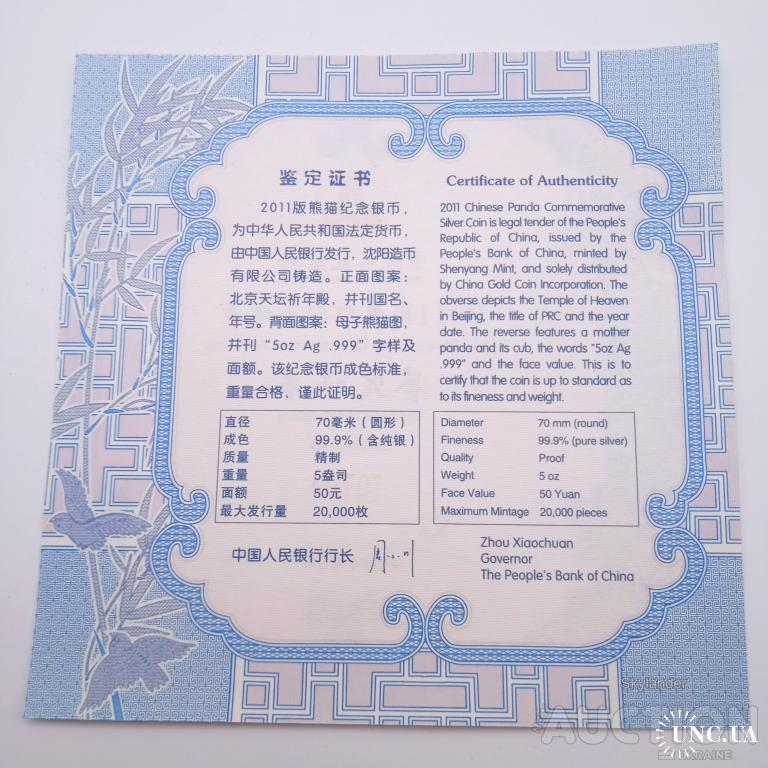 鉴定证书
2011版熊猫纪念银币，
为中华人民共和国法定货币，
由中国人民银行发行，沈阳造币
有限公司铸造。正面图案：
北京天坛祈年殿，并刊国名、
年号。背面图案：母子熊猫图，
并刊“5oz Ag .999”字样及
面额。该纪念银币成色标准，
重量合格，谨此证明。
直径 70毫米（圆形）
成色 99.9%（含纯银）
质量 精制
重量 5盎司
面额 50元
最大发行量 20,000枚
中国人民银行行长
Certificate of Authenticity
2011 Chinese Panda Commemorative
Silver Coin is legal tender of the People's
Republic of China, issued by the
People's Bank of China, minted by
Shenyang Mint, and solely distributed
by China Gold Coin Incorporation. The
obverse depicts the Temple of Heaven
in Beijing, the title of PRC and the year
date. The reverse features a mother
panda and its cub, the words "5oz Ag
.999" and the face value. This is to
certify that the coin is up to standard as
to its fineness and weight.
Diameter 70 mm (round)
Fineness 99.9% (pure silver)
Quality Proof
Weight 5 oz
Face Value 50 Yuan
Maximum Mintage 20,000 pieces
Zhou Xiaochuan
Governor
The People's Bank of China
Skylander
AUCTION
UNC.UA
UKRAINE